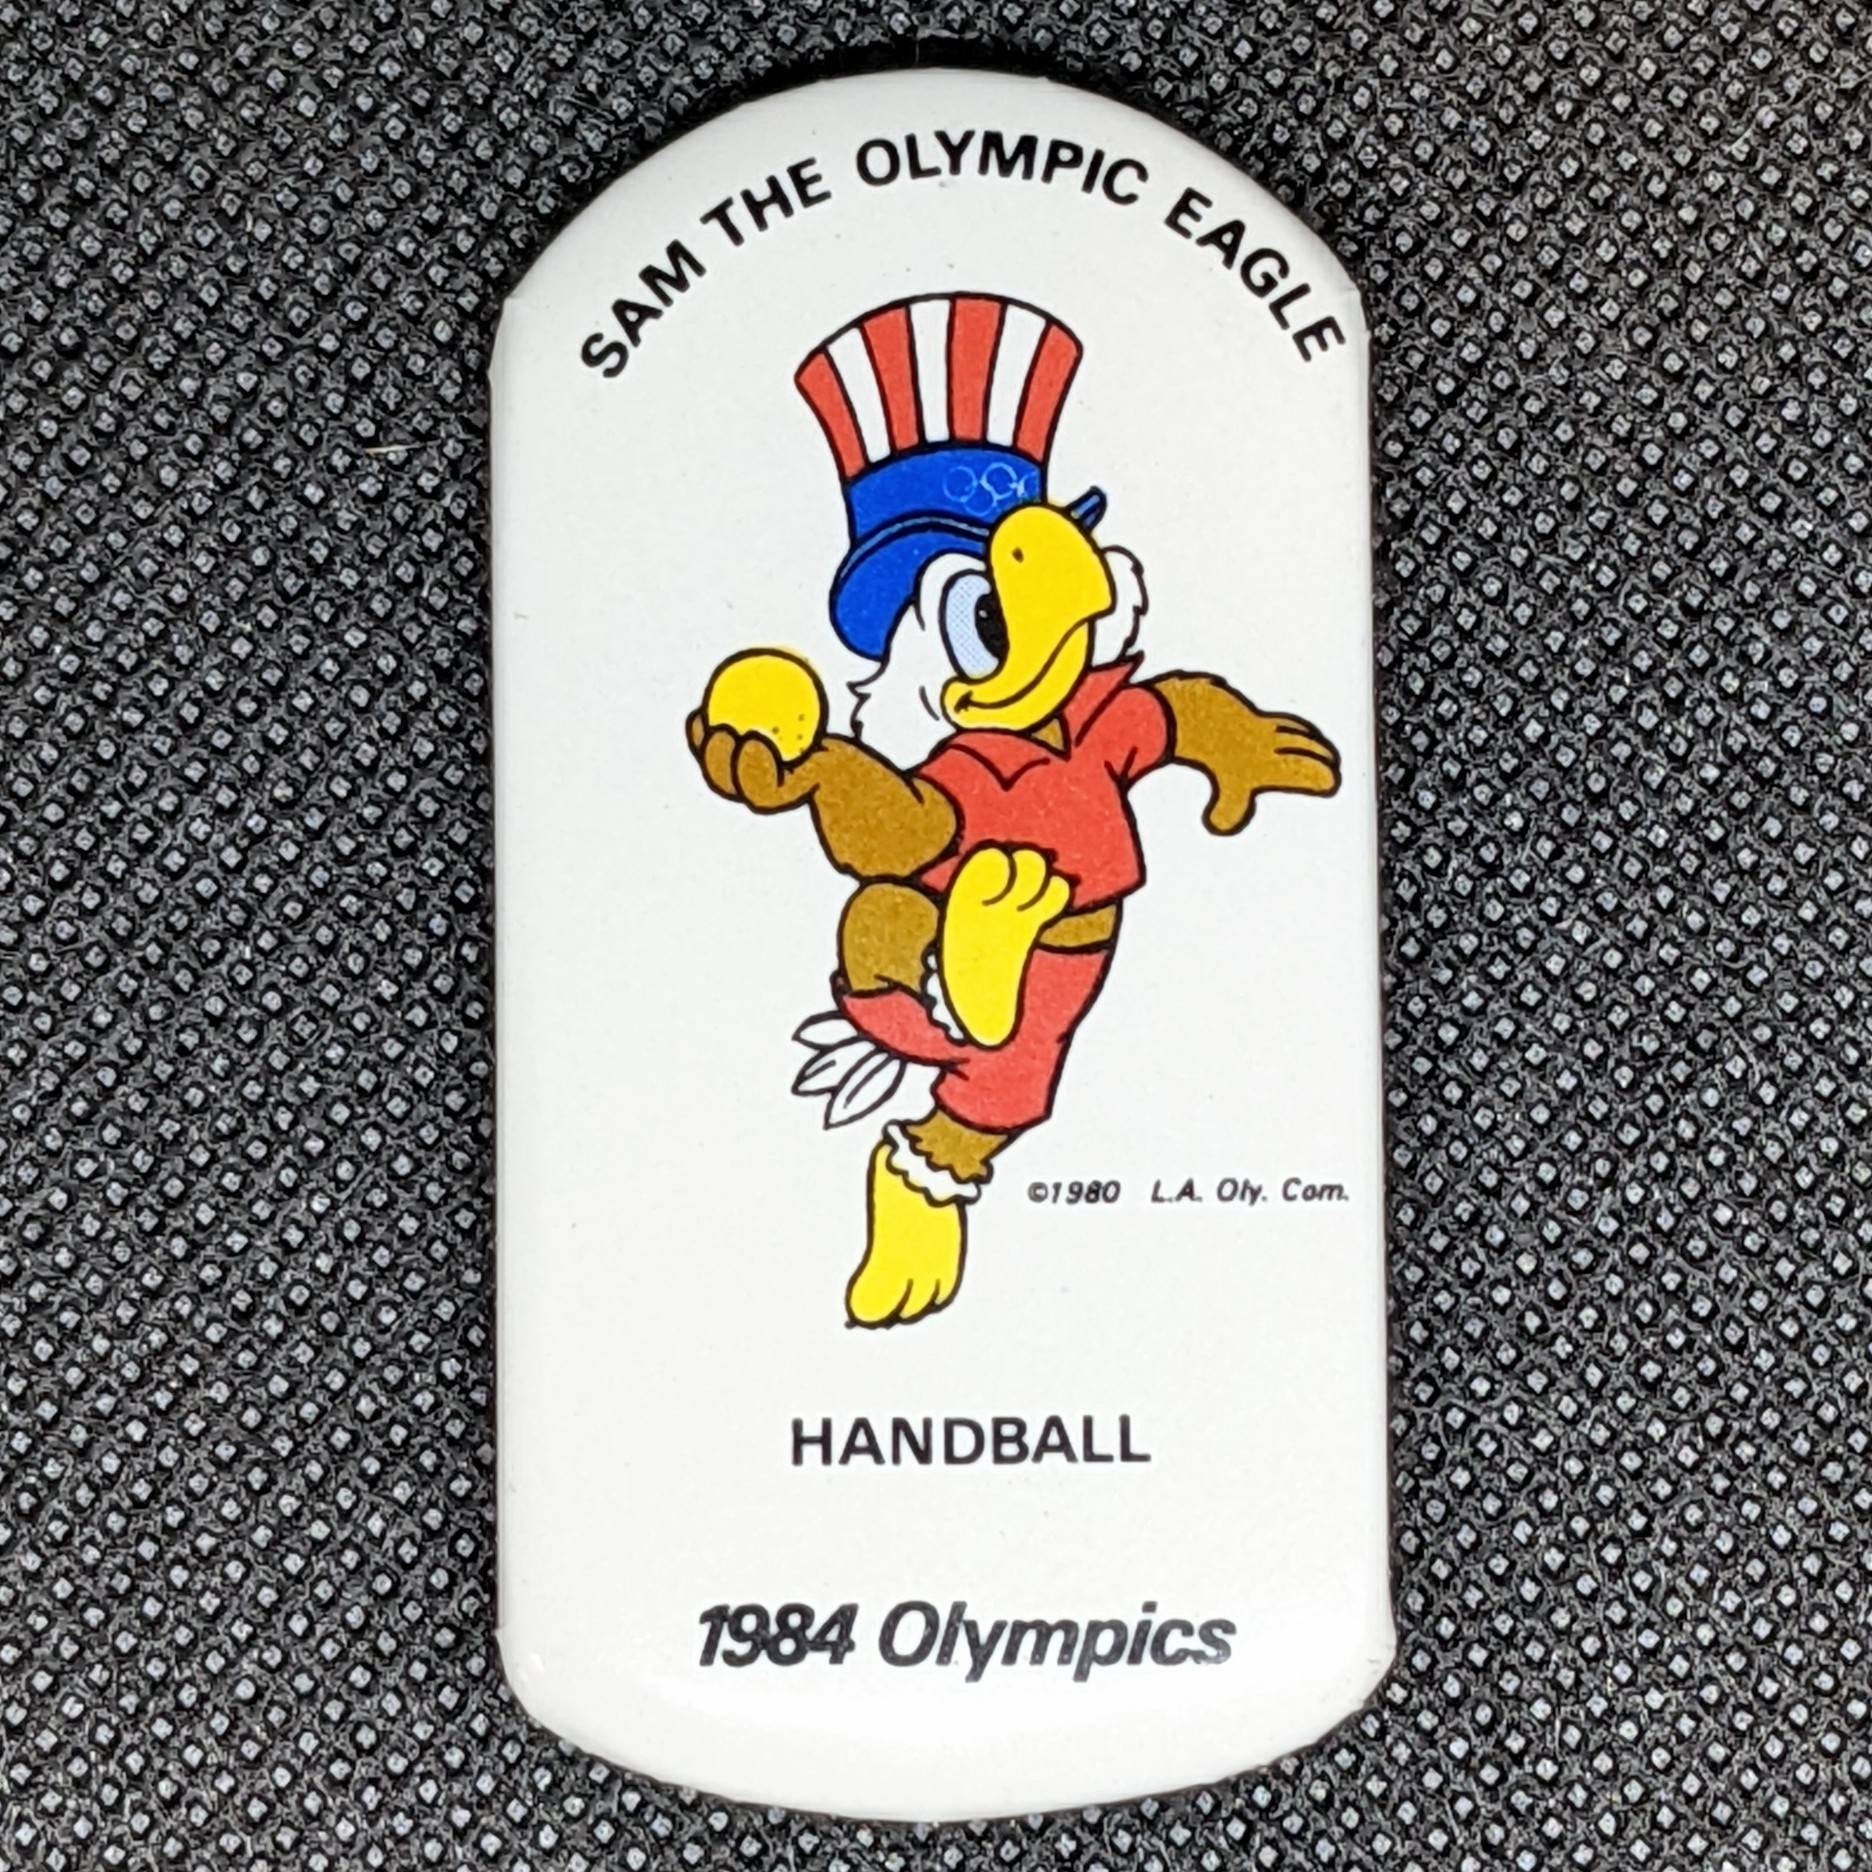 SAM THE OLYMPIC EAGLE
©1980 L.A. Oly. Com.
HANDBALL
1984 Olympics